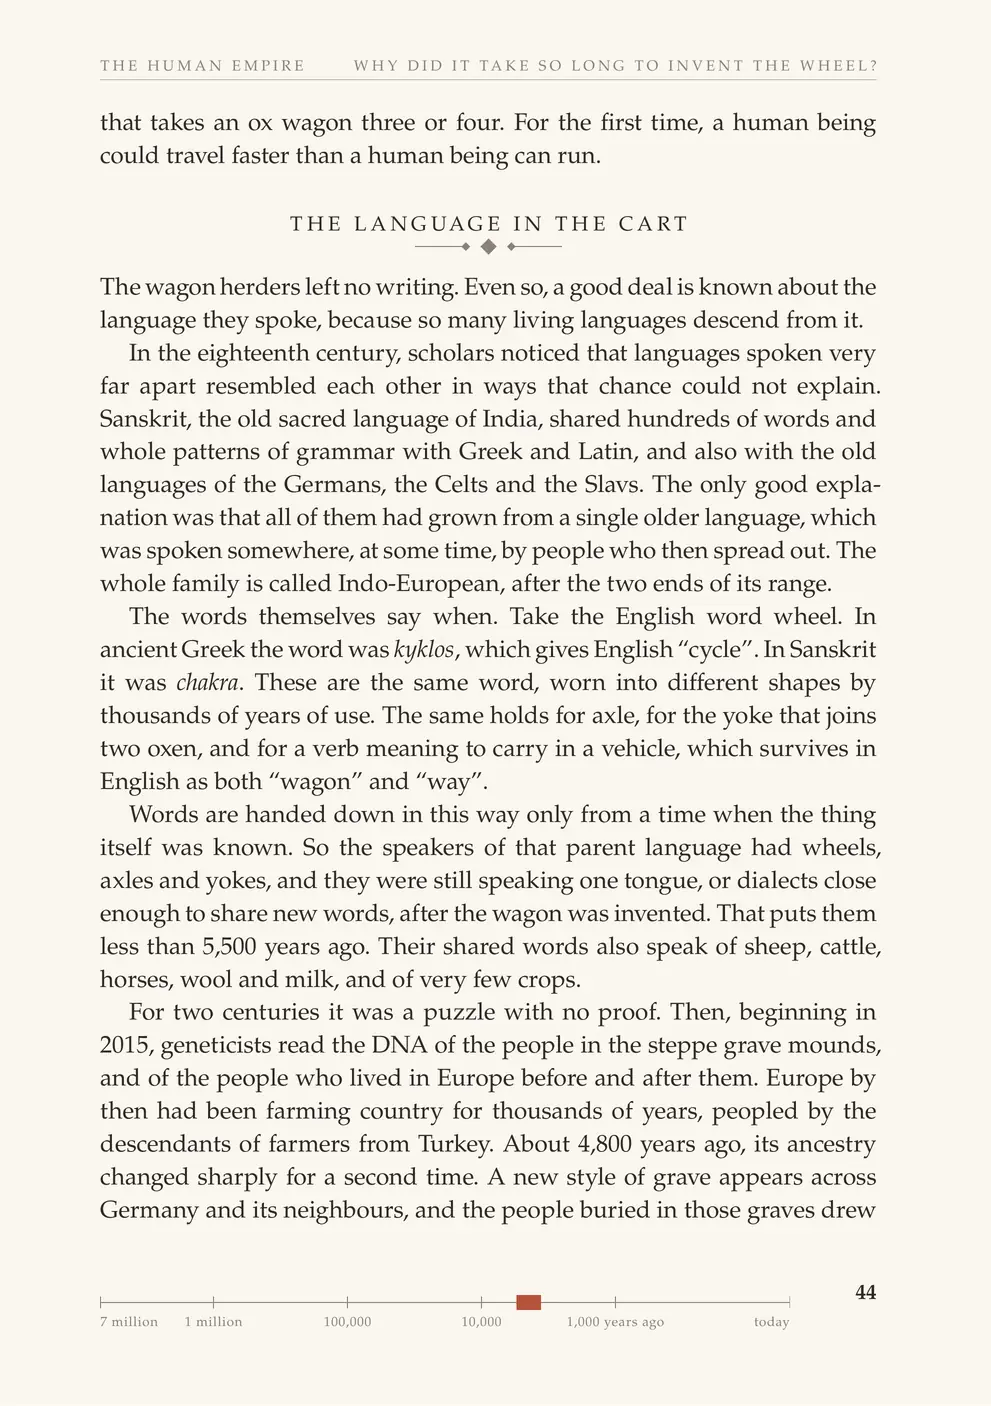 THE HUMAN EMPIRE WHY DID IT TAKE SO LONG TO INVENT THE WHEEL?
that takes an ox wagon three or four. For the first time, a human being
could travel faster than a human being can run.
THE LANGUAGE IN THE CART
The wagon herders left no writing. Even so, a good deal is known about the
language they spoke, because so many living languages descend from it.
In the eighteenth century, scholars noticed that languages spoken very
far apart resembled each other in ways that chance could not explain.
Sanskrit, the old sacred language of India, shared hundreds of words and
whole patterns of grammar with Greek and Latin, and also with the old
languages of the Germans, the Celts and the Slavs. The only good expla-
nation was that all of them had grown from a single older language, which
was spoken somewhere, at some time, by people who then spread out. The
whole family is called Indo-European, after the two ends of its range.
The words themselves say when. Take the English word wheel. In
ancient Greek the word was kyklos, which gives English “cycle”. In Sanskrit
it was chakra. These are the same word, worn into different shapes by
thousands of years of use. The same holds for axle, for the yoke that joins
two oxen, and for a verb meaning to carry in a vehicle, which survives in
English as both “wagon” and “way”.
Words are handed down in this way only from a time when the thing
itself was known. So the speakers of that parent language had wheels,
axles and yokes, and they were still speaking one tongue, or dialects close
enough to share new words, after the wagon was invented. That puts them
less than 5,500 years ago. Their shared words also speak of sheep, cattle,
horses, wool and milk, and of very few crops.
For two centuries it was a puzzle with no proof. Then, beginning in
2015, geneticists read the DNA of the people in the steppe grave mounds,
and of the people who lived in Europe before and after them. Europe by
then had been farming country for thousands of years, peopled by the
descendants of farmers from Turkey. About 4,800 years ago, its ancestry
changed sharply for a second time. A new style of grave appears across
Germany and its neighbours, and the people buried in those graves drew
44
7 million 1 million 100,000 10,000 1,000 years ago today